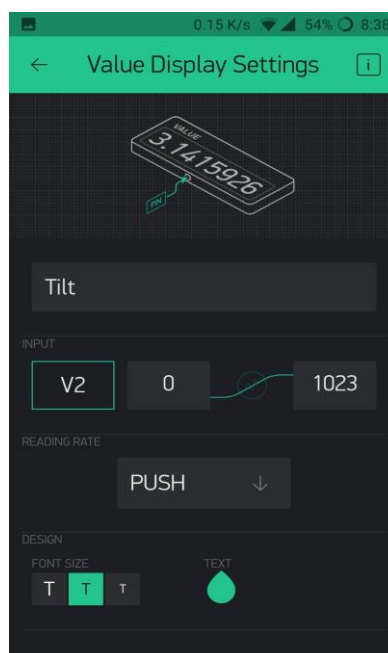 0.15 K/s 54% 8:38
← Value Display Settings i
VALUE
3.1415926
PIN
Tilt
INPUT
V2 0 1023
READING RATE
PUSH ↓
DESIGN
FONT SIZE TEXT
T T T